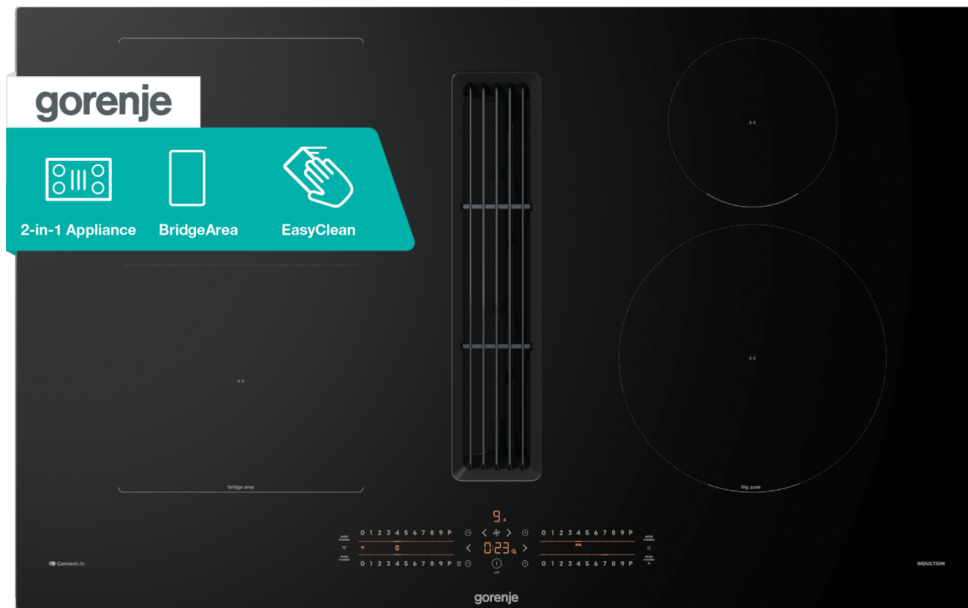 gorenje
2-in-1 Appliance BridgeArea EasyClean
bridge area
big zone
9
0 1 2 3 4 5 6 7 8 9 P
0 1 2 3 4 5 6 7 8 9 P
0:23
0 1 2 3 4 5 6 7 8 9 P
0 1 2 3 4 5 6 7 8 9 P
ConnectLife
INDUCTION
gorenje